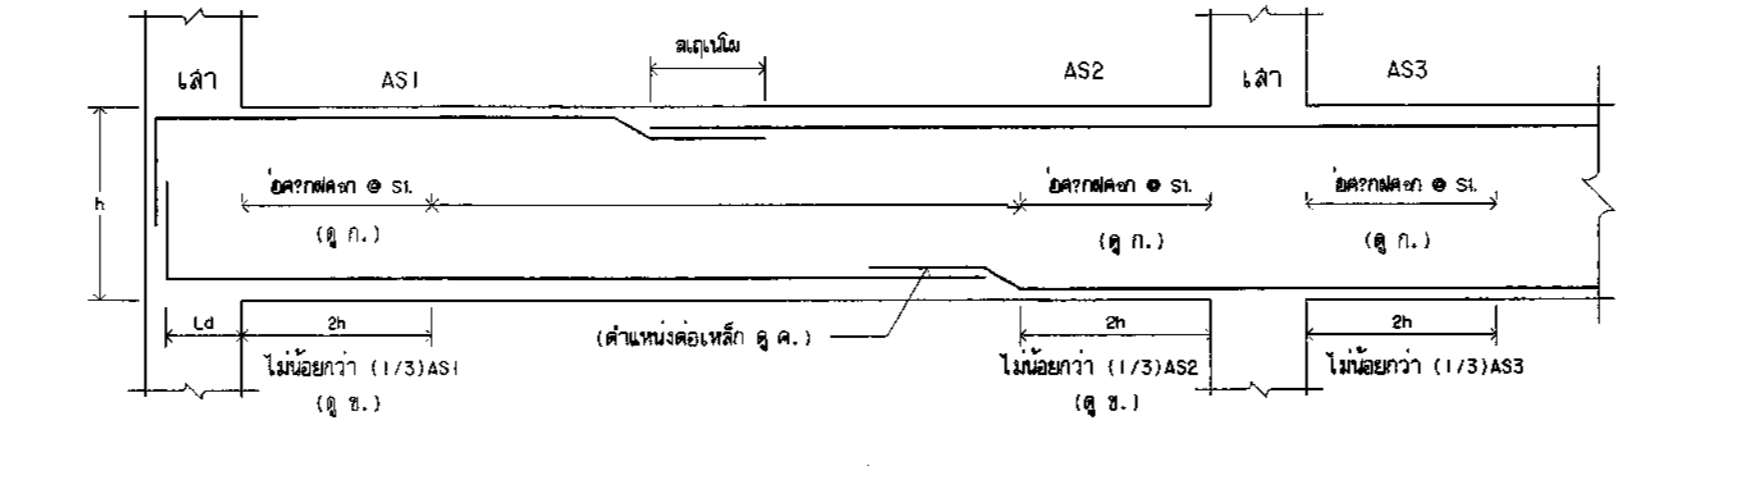 เสา
AS1
AS2
เสา
AS3
@ S1.
@ S1.
@ S1.
h
(ดู ก.)
(ดู ก.)
(ดู ก.)
Ld
2h
2h
2h
(ตำแหน่งต่อเหล็ก ดู ค.)
ไม่น้อยกว่า (1/3)AS1
ไม่น้อยกว่า (1/3)AS2
ไม่น้อยกว่า (1/3)AS3
(ดู ข.)
(ดู ข.)